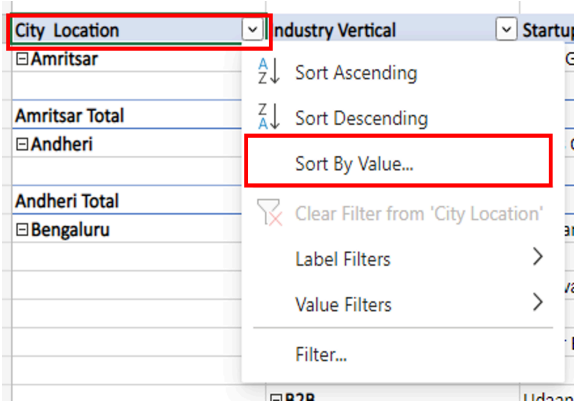 City Location Industry Vertical Startup
Amritsar
Sort Ascending
Amritsar Total
Sort Descending
Andheri
Sort By Value...
Andheri Total
Clear Filter from 'City Location'
Bengaluru
Label Filters
Value Filters
Filter...
B2B Udaan